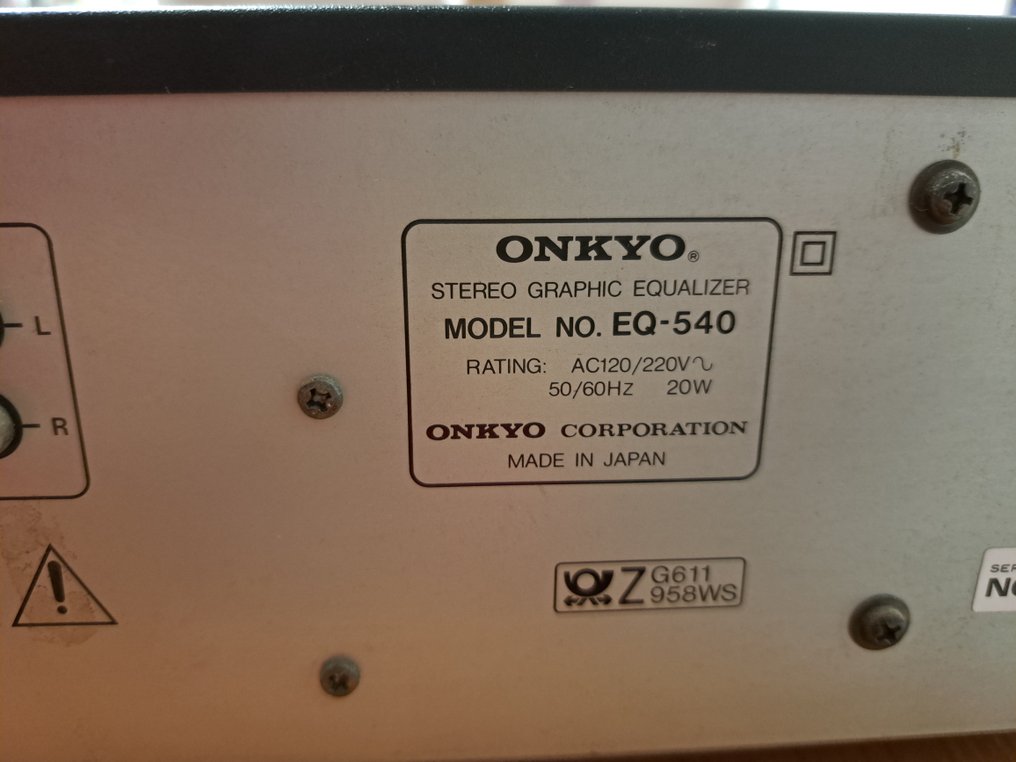 ONKYO®
STEREO GRAPHIC EQUALIZER
MODEL NO. EQ-540
RATING: AC120/220V~
50/60Hz 20W
ONKYO CORPORATION
MADE IN JAPAN
L
R
Z G611
958WS